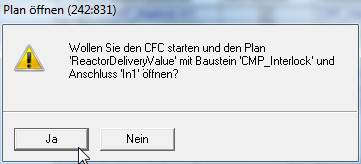 Plan öffnen (242:831)
Wollen Sie den CFC starten und den Plan
'ReactorDeliveryValue' mit Baustein 'CMP_Interlock' und
Anschluss 'In1' öffnen?
Ja
Nein